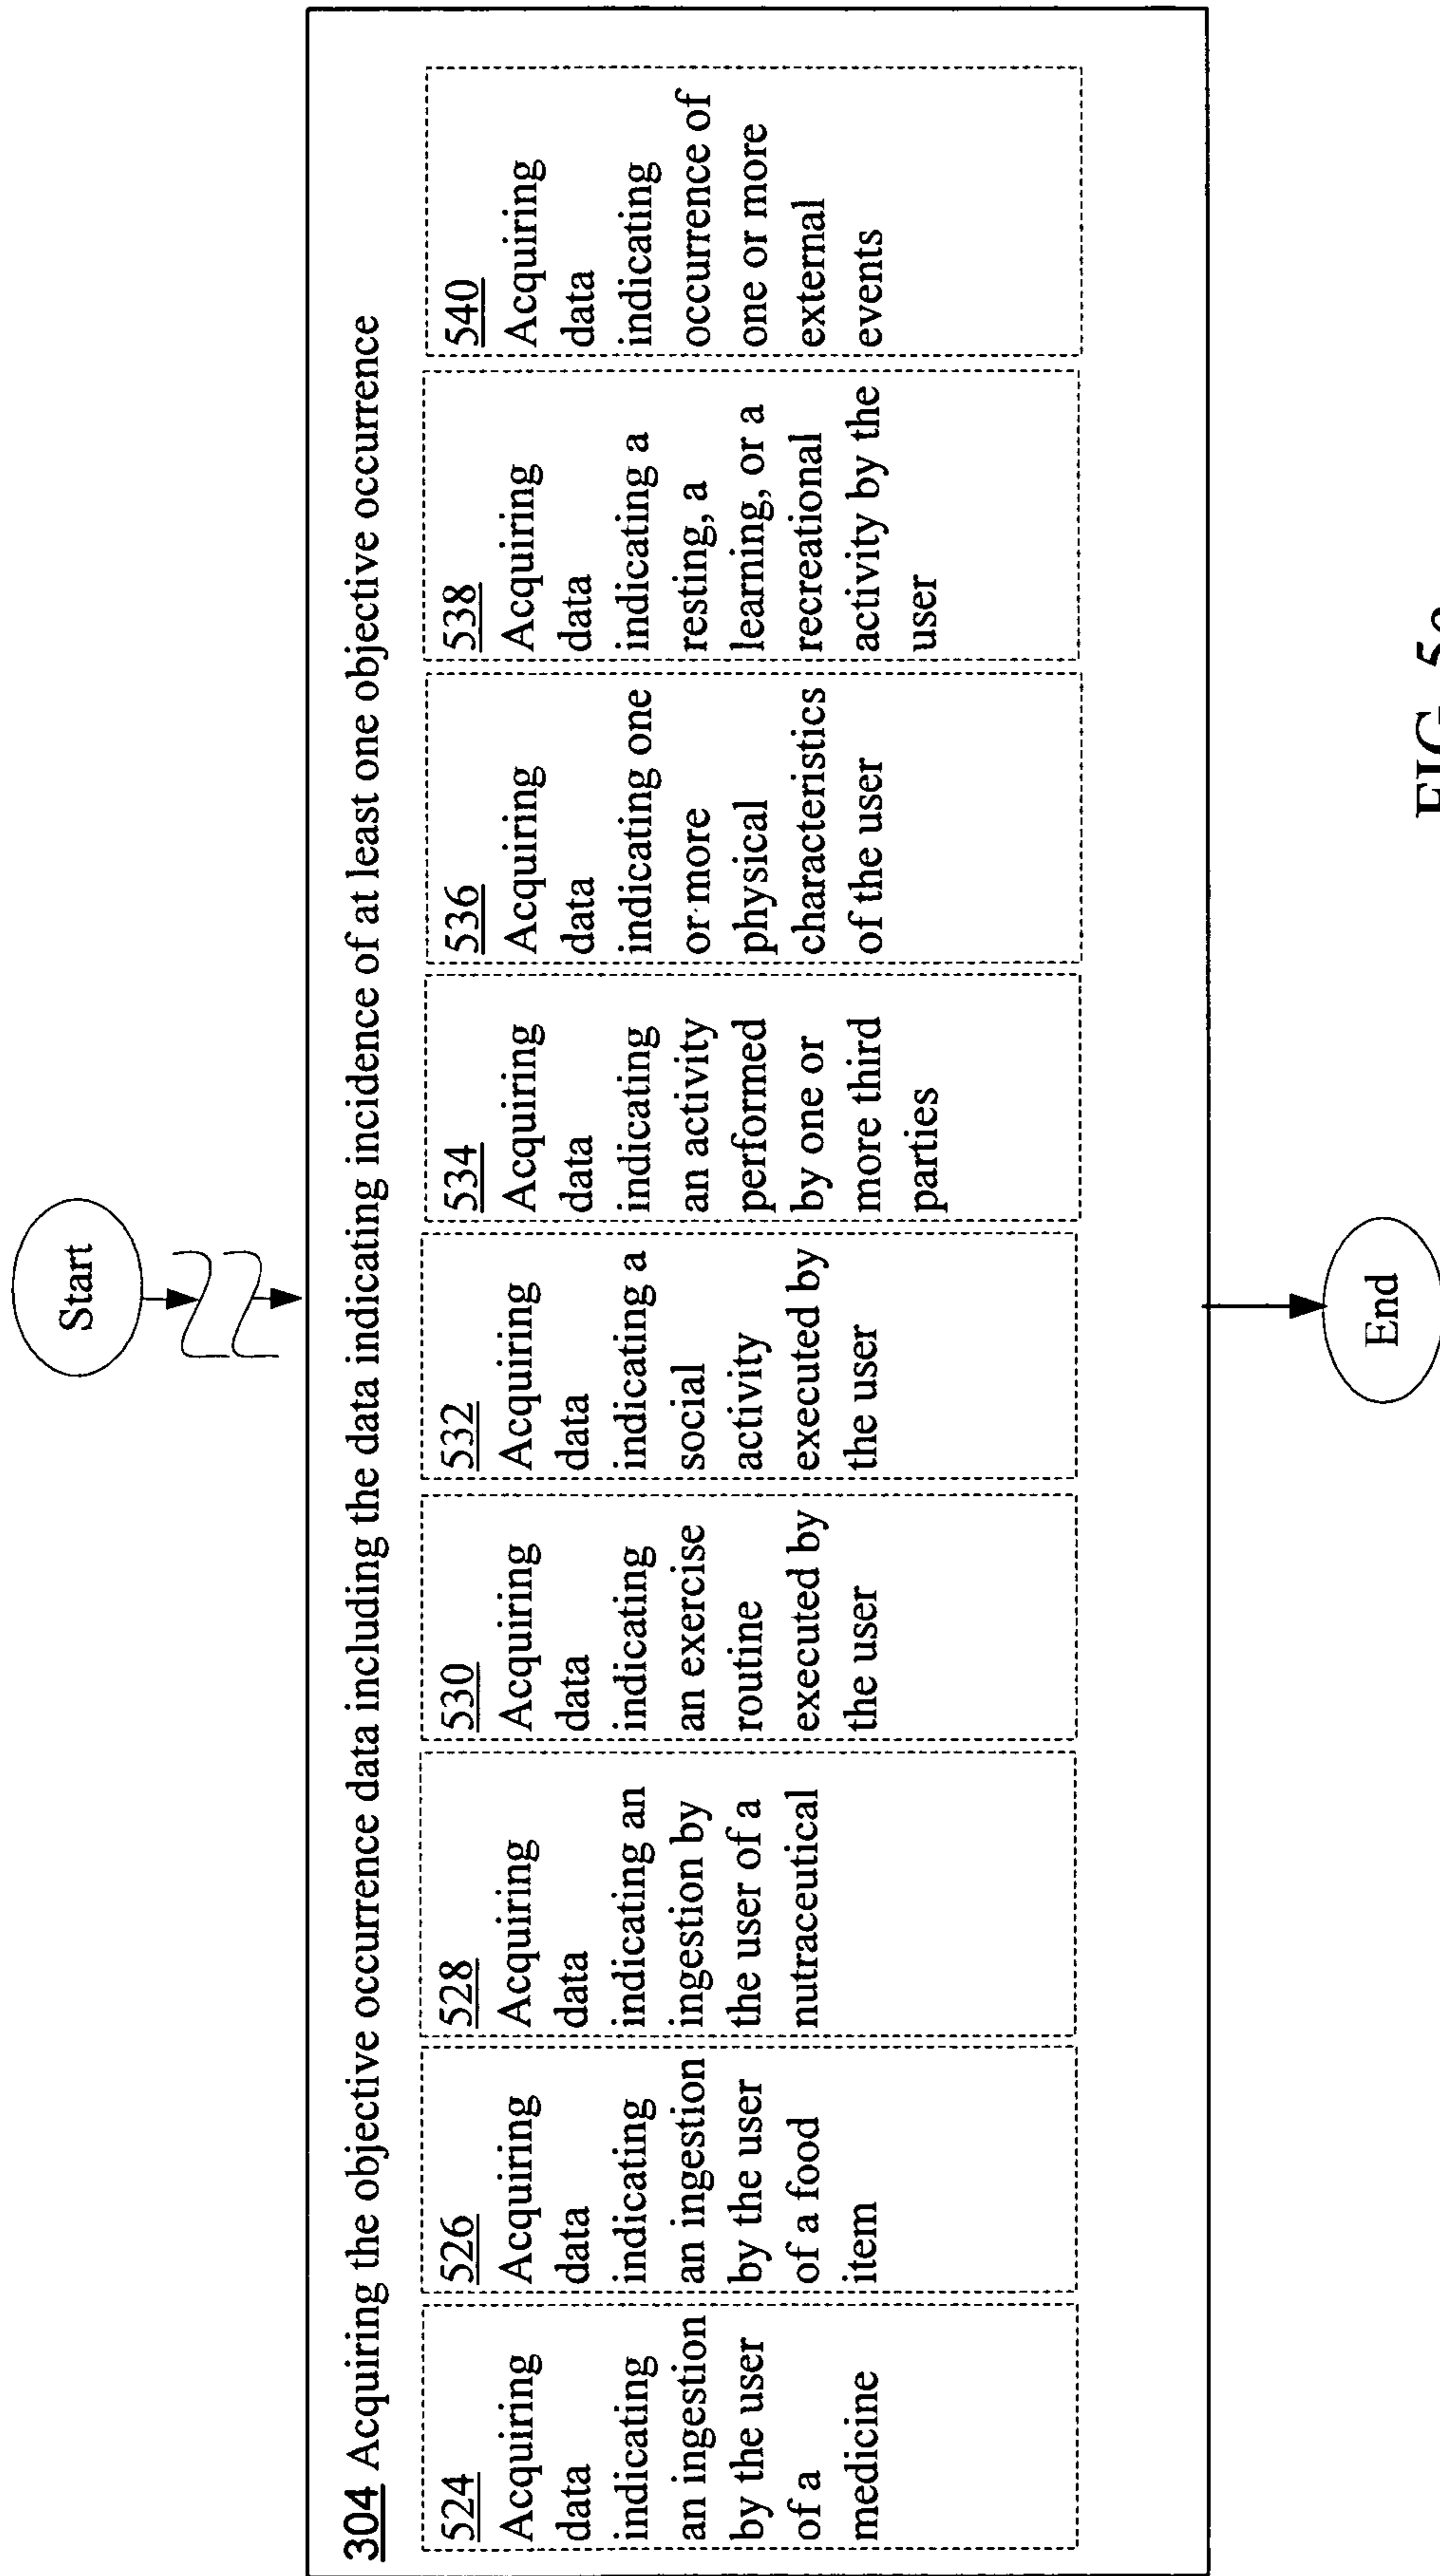 Start
304 Acquiring the objective occurrence data including the data indicating incidence of at least one objective occurrence
524
Acquiring
data
indicating
an ingestion
by the user
of a
medicine
526
Acquiring
data
indicating
an ingestion
by the user
of a food
item
528
Acquiring
data
indicating an
ingestion by
the user of a
nutraceutical
530
Acquiring
data
indicating
an exercise
routine
executed by
the user
532
Acquiring
data
indicating a
social
activity
executed by
the user
534
Acquiring
data
indicating
an activity
performed
by one or
more third
parties
536
Acquiring
data
indicating one
or more
physical
characteristics
of the user
538
Acquiring
data
indicating a
resting, a
learning, or a
recreational
activity by the
user
540
Acquiring
data
indicating
occurrence of
one or more
external
events
End
FIG.